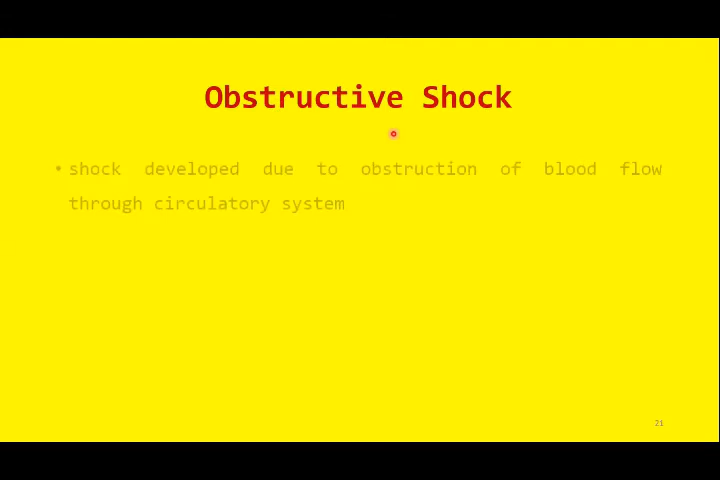 Obstructive Shock
• shock developed due to obstruction of blood flow
through circulatory system
21